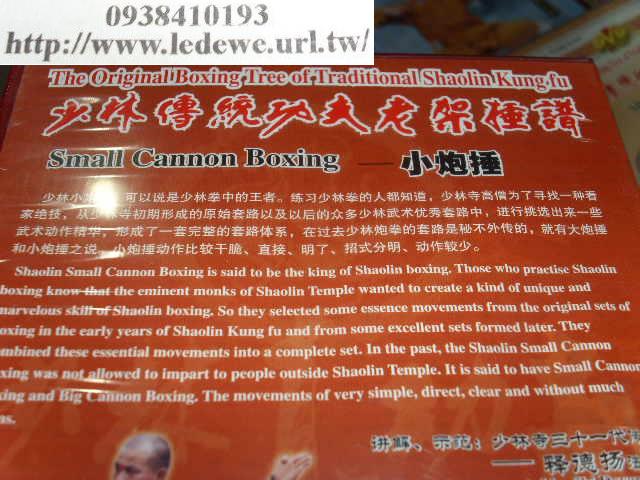 0938410193
http://www.ledewe.url.tw/
The Original Boxing Tree of Traditional Shaolin Kung-fu
少林傳統功夫老架種譜
Small Cannon Boxing —小炮捶
少林小炮 可以说是少林拳中的王者。练习少林拳的人都知道，少林寺高僧为了寻找一种看
家绝技，从少林寺初期形成的原始套路以及以后的众多少林武术优秀套路中，进行挑选出来一些
武术动作精华，形成了一套完整的套路体系，在过去少林炮拳的套路是秘不外传的，就有大炮捶
和小炮捶之说。小炮捶动作比较干脆、直接、明了、招式分明、动作较少。
Shaolin Small Cannon Boxing is said to be the king of Shaolin boxing. Those who practise Shaolin
boxing know that the eminent monks of Shaolin Temple wanted to create a kind of unique and
marvelous skill of Shaolin boxing. So they selected some essence movements from the original sets of
oxing in the early years of Shaolin Kung fu and from some excellent sets formed later. They
mbined these essential movements into a complete set. In the past, the Shaolin Small Cannon
xing was not allowed to impart to people outside Shaolin Temple. It is said to have Small Cannon
xing and Big Cannon Boxing. The movements of very simple, direct, clear and without much
ns.
讲解、示范：少林寺三十一代
——释德扬